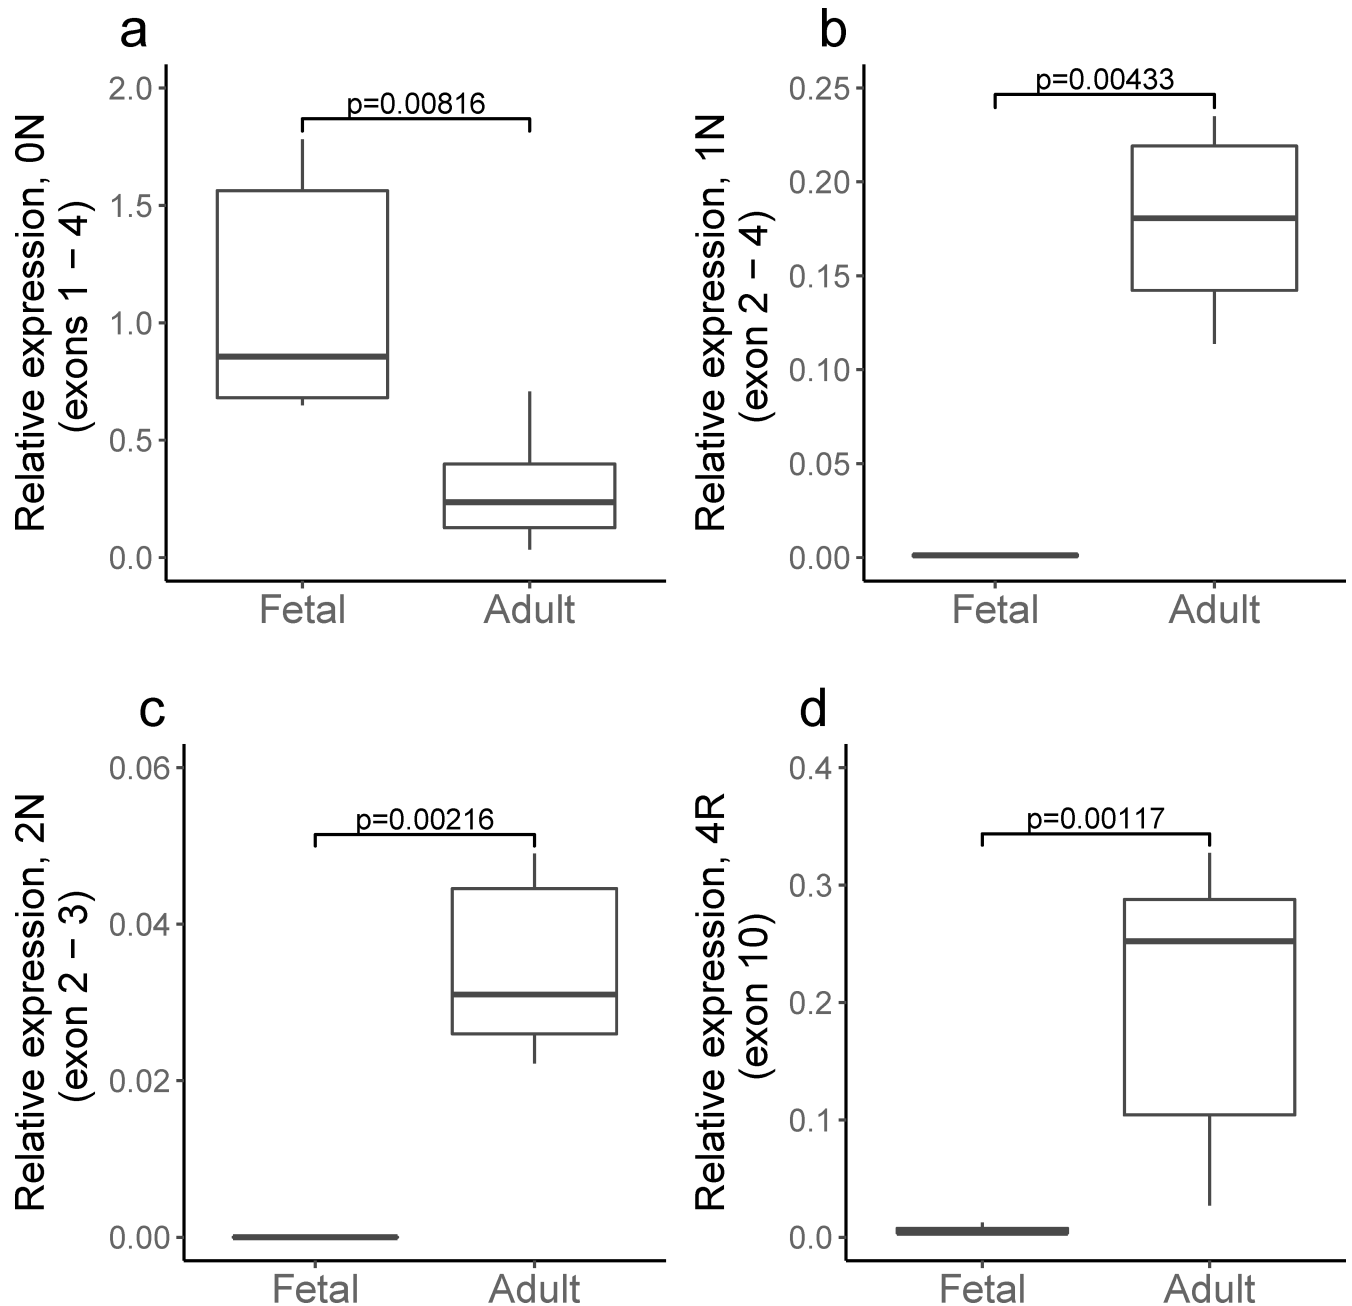 a
Relative expression, 0N
(exons 1 − 4)
2.0
1.5
1.0
0.5
0.0
p=0.00816
Fetal
Adult
b
Relative expression, 1N
(exon 2 − 4)
0.25
0.20
0.15
0.10
0.05
0.00
p=0.00433
Fetal
Adult
c
Relative expression, 2N
(exon 2 − 3)
0.06
0.04
0.02
0.00
p=0.00216
Fetal
Adult
d
Relative expression, 4R
(exon 10)
0.4
0.3
0.2
0.1
0.0
p=0.00117
Fetal
Adult